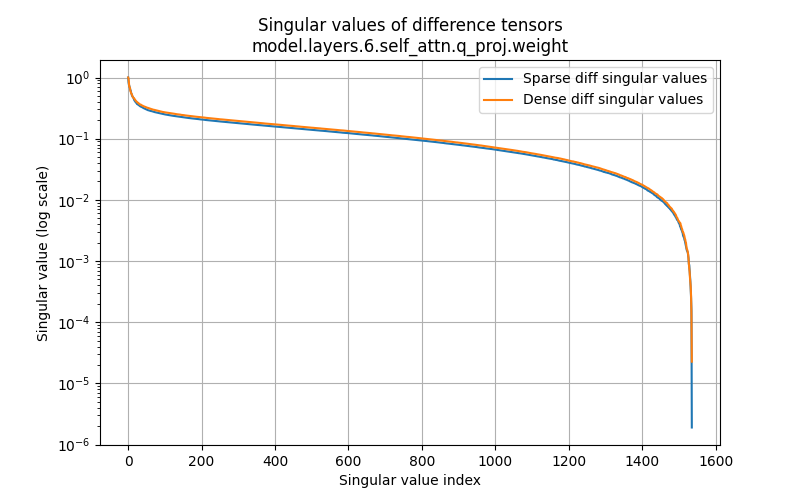 Singular values of difference tensors
model.layers.6.self_attn.q_proj.weight
Sparse diff singular values
Dense diff singular values
Singular value (log scale)
10⁰
10⁻¹
10⁻²
10⁻³
10⁻⁴
10⁻⁵
10⁻⁶
0 200 400 600 800 1000 1200 1400 1600
Singular value index